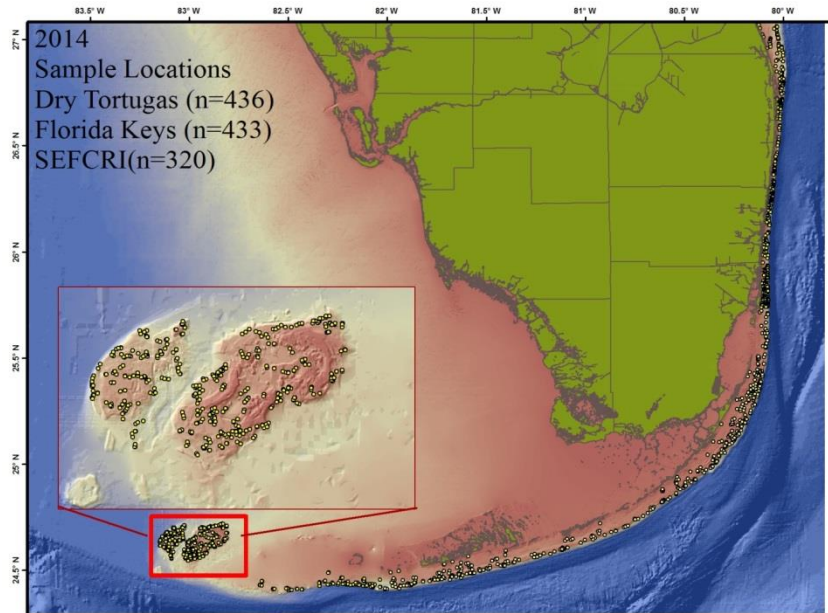 83.5° W 83° W 82.5° W 82° W 81.5° W 81° W 80.5° W 80° W
27° N
2014
Sample Locations
Dry Tortugas (n=436)
Florida Keys (n=433)
SEFCRI(n=320)
26.5° N
26° N
25.5° N
25° N
24.5° N